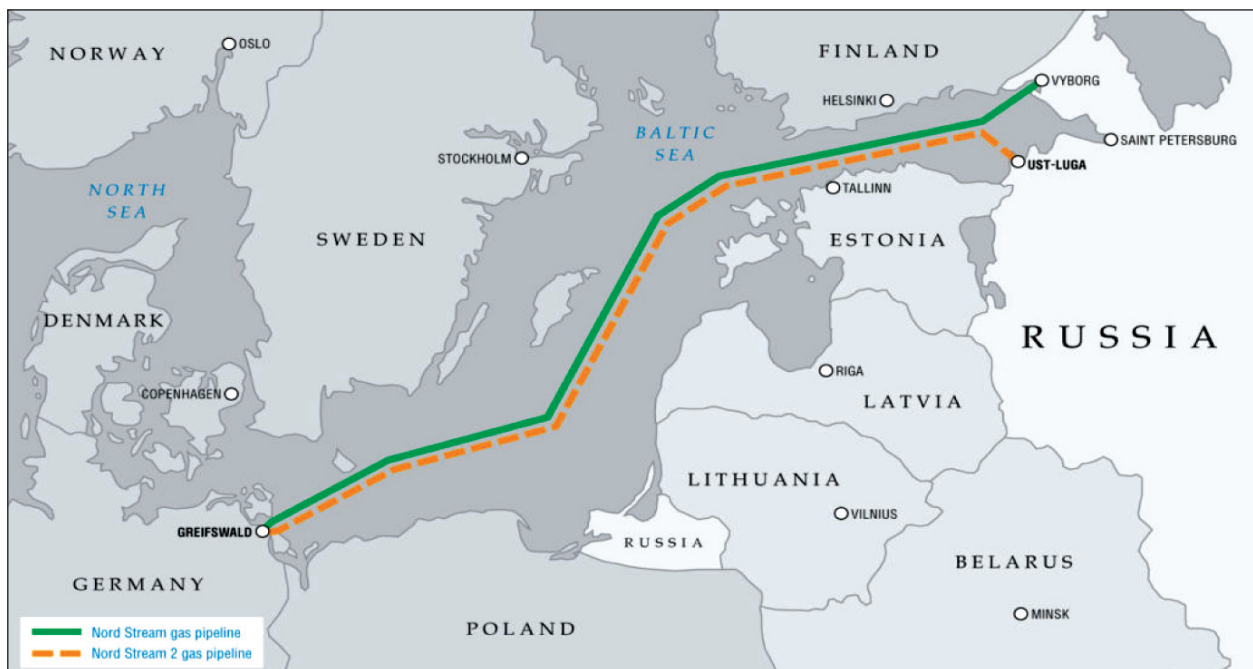 NORWAY
OSLO
FINLAND
VYBORG
HELSINKI
SAINT PETERSBURG
BALTIC
SEA
STOCKHOLM
UST-LUGA
NORTH
SEA
TALLINN
SWEDEN
ESTONIA
DENMARK
RUSSIA
COPENHAGEN
RIGA
LATVIA
LITHUANIA
GREIFSWALD
VILNIUS
RUSSIA
BELARUS
GERMANY
MINSK
POLAND
Nord Stream gas pipeline
Nord Stream 2 gas pipeline